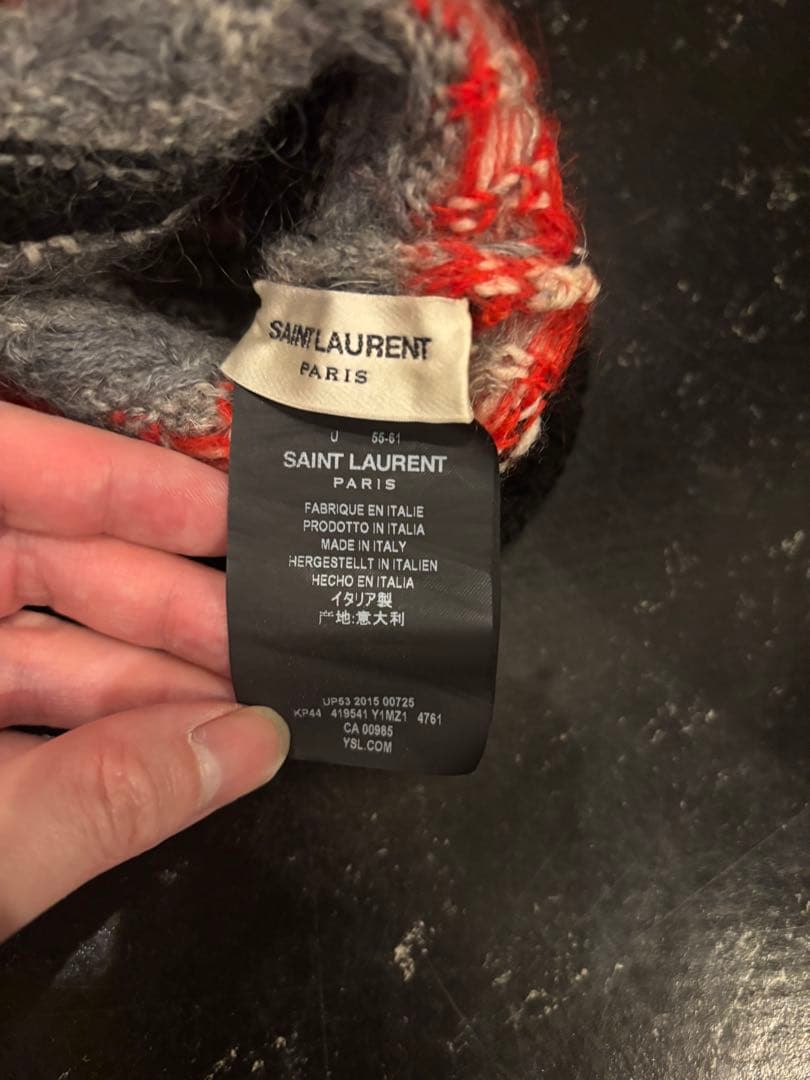 SAINT LAURENT
PARIS
U 55-61
SAINT LAURENT
PARIS
FABRIQUE EN ITALIE
PRODOTTO IN ITALIA
MADE IN ITALY
HERGESTELLT IN ITALIEN
HECHO EN ITALIA
イタリア製
产地:意大利
UP53 2015 00725
KP44 419541 Y1MZ1 4761
CA 00985
YSL.COM